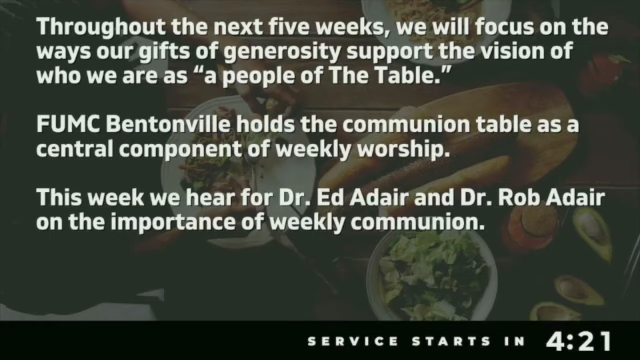 Throughout the next five weeks, we will focus on the
ways our gifts of generosity support the vision of
who we are as “a people of The Table.”
FUMC Bentonville holds the communion table as a
central component of weekly worship.
This week we hear for Dr. Ed Adair and Dr. Rob Adair
on the importance of weekly communion.
SERVICE STARTS IN 4:21